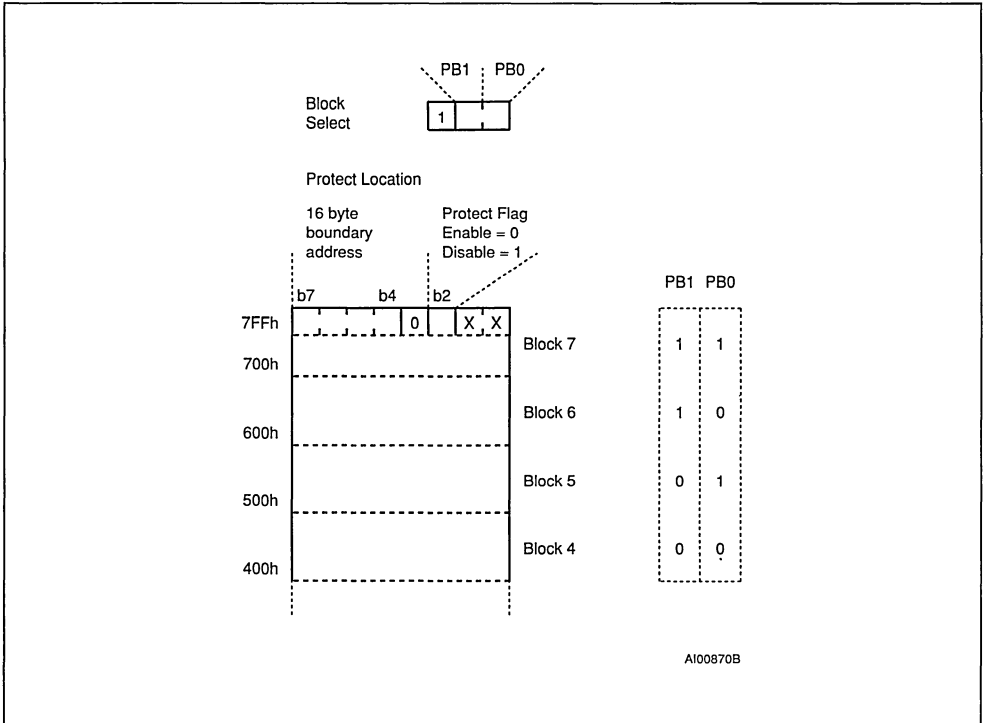 PB1 PB0
Block
Select
1
Protect Location
16 byte
boundary
address
Protect Flag
Enable = 0
Disable = 1
PB1 PB0
b7 b4 b2
7FFh 0 X X
Block 7 1 1
700h
Block 6 1 0
600h
Block 5 0 1
500h
Block 4 0 0
400h
AI00870B